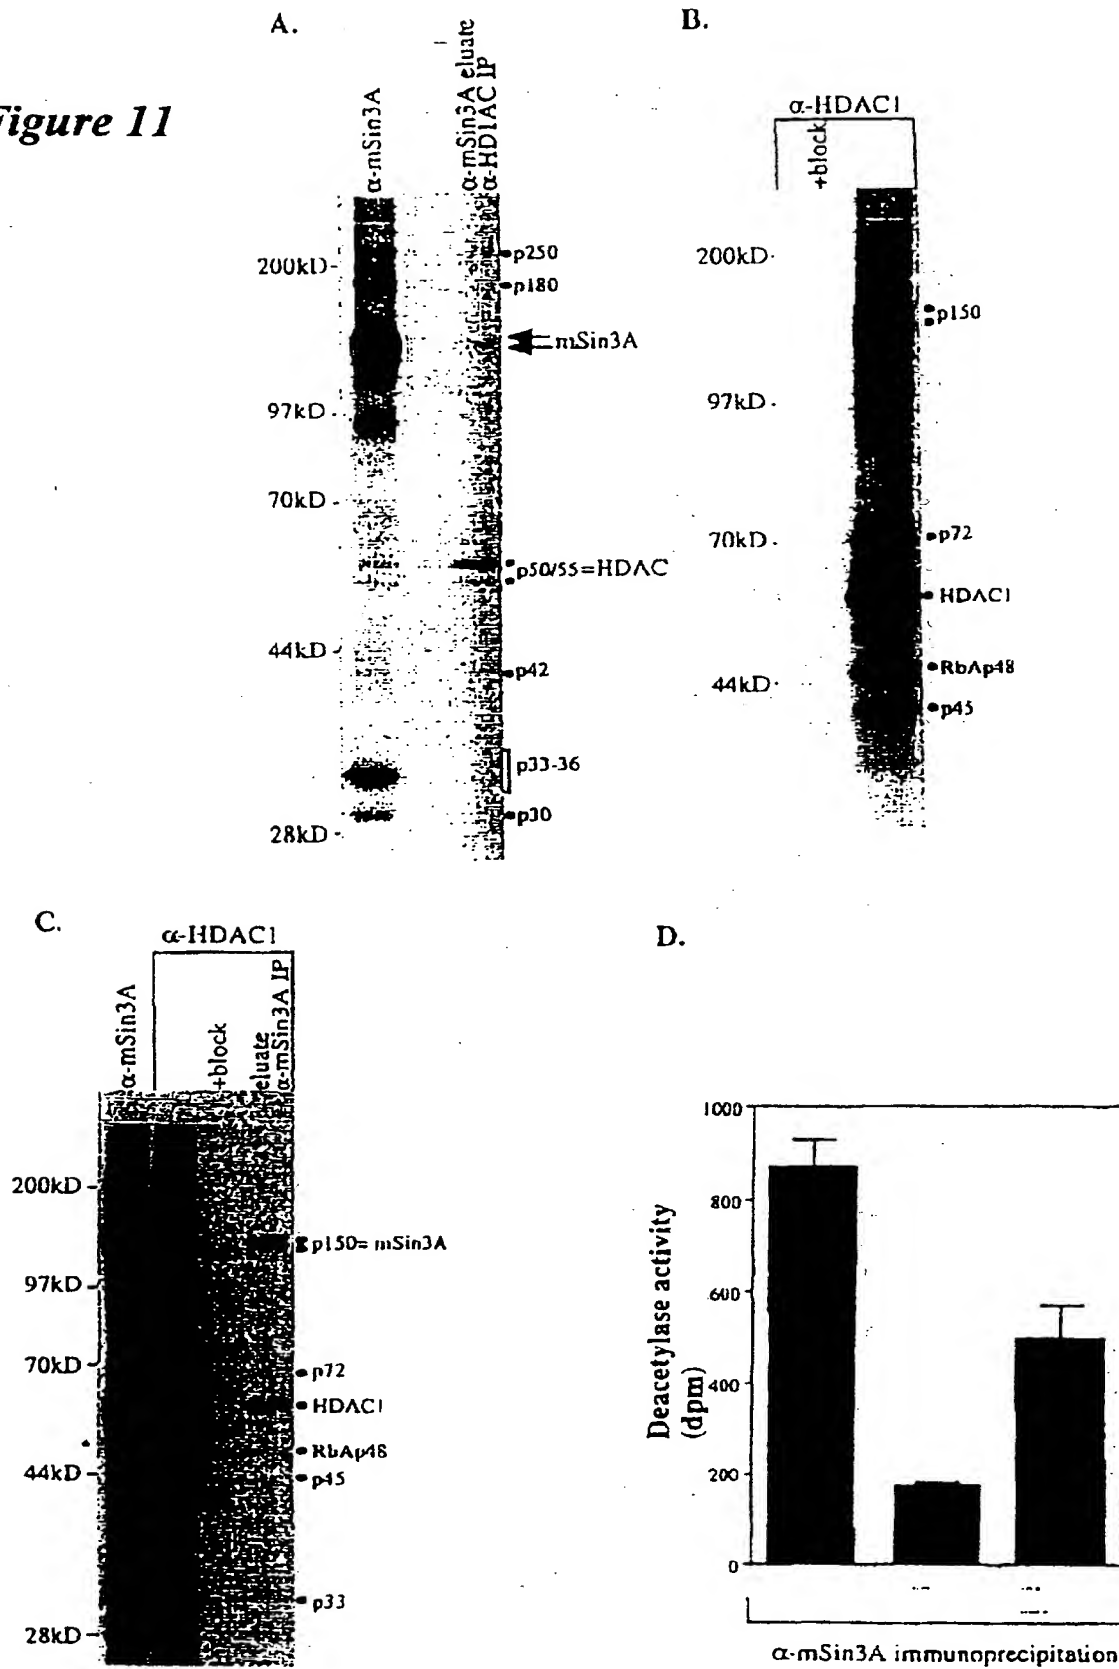 A.
B.
Figure 11
α-mSin3A
α-mSin3A eluate
α-HD1AC IP
200kD
97kD
70kD
44kD
28kD
p250
p180
mSin3A
p50/55=HDAC
p42
p33-36
p30
α-HDAC1
+block
200kD
97kD
70kD
44kD
p150
p72
HDAC1
RbAp48
p45
C.
α-HDAC1
α-mSin3A
+block
eluate
α-mSin3A IP
200kD
97kD
70kD
44kD
28kD
p150= mSin3A
p72
HDAC1
RbAp48
p45
p33
D.
Deacetylase activity
(dpm)
1000
800
600
400
200
0
α-mSin3A immunoprecipitation